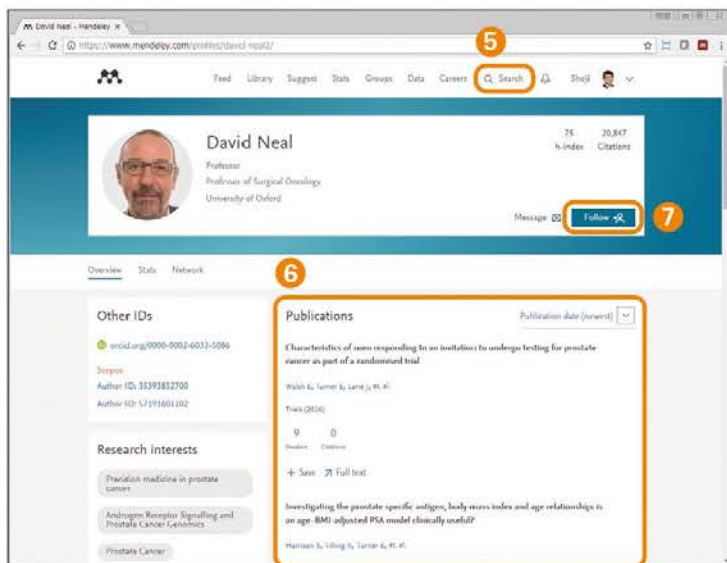 David Neal - Mendeley
https://www.mendeley.com/profiles/david-neal2/
5
Feed Library Suggest Stats Groups Data Careers Search Shoji
David Neal
75 20,847
h-index Citations
Professor
Professor of Surgical Oncology
University of Oxford
Message Follow
7
Overview Stats Network
6
Other IDs
orcid.org/0000-0002-6033-5086
Scopus
Author ID: 35393852700
Author ID: 57191601102
Research Interests
Precision medicine in prostate
cancer
Androgen Receptor Signalling and
Prostate Cancer Genomics
Prostate Cancer
Publications
Publication date (newest)
Characteristics of men responding to an invitation to undergo testing for prostate
cancer as part of a randomised trial
Walsh E, Turner E, Lane J, et. al.
Trials (2016)
9 0
Readers Citations
+ Save Full text
Investigating the prostate specific antigen, body mass index and age relationships: is
an age-BMI-adjusted PSA model clinically useful?
Harrison S, Tilling K, Turner E, et. al.